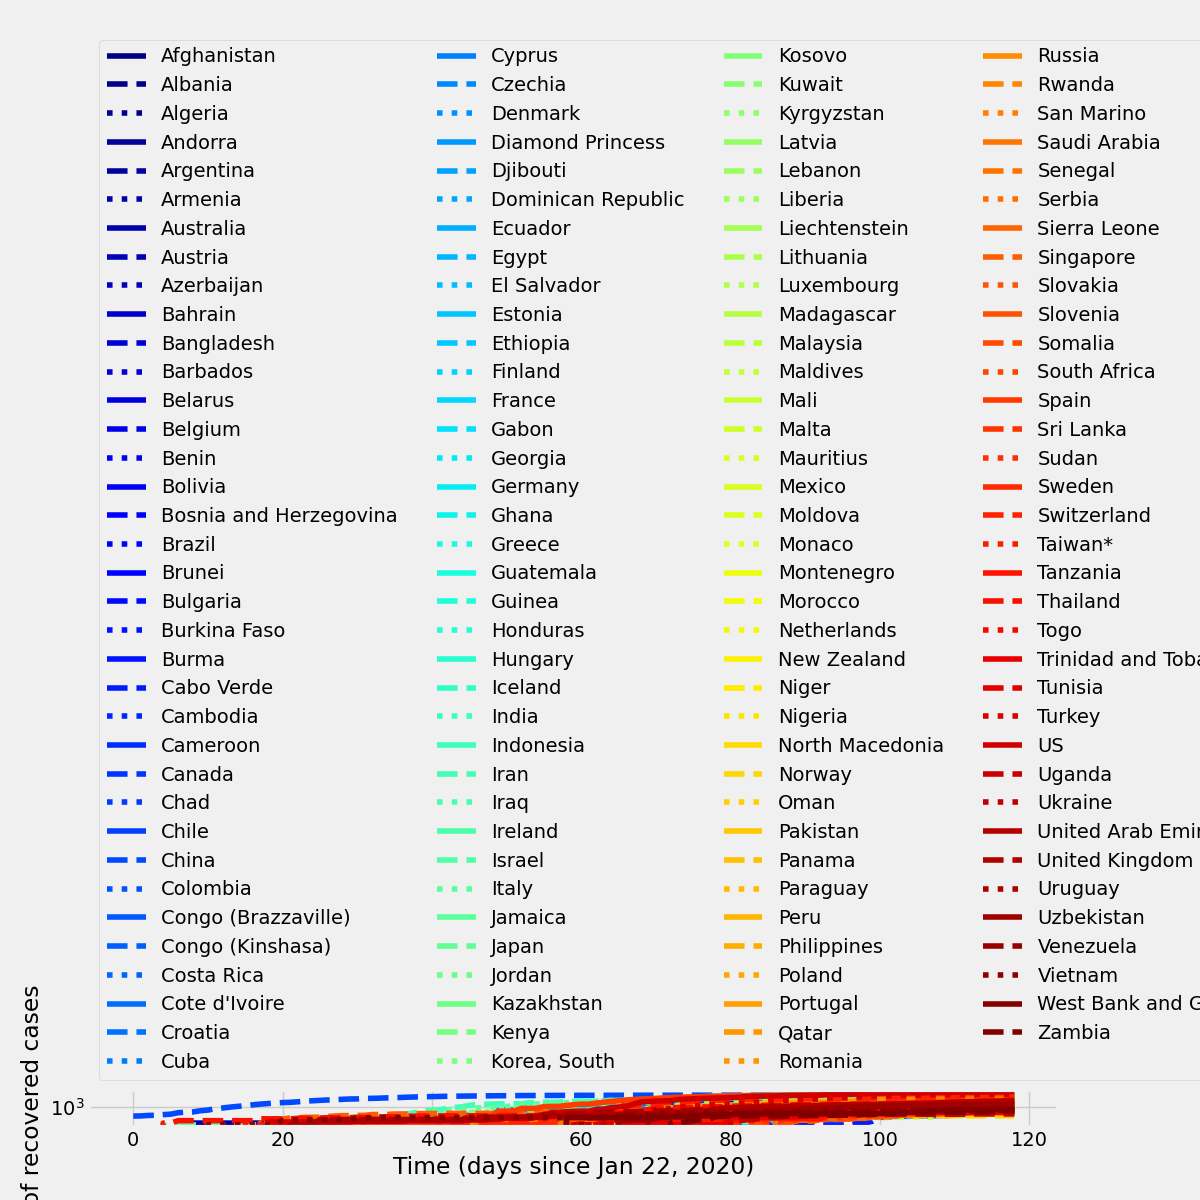 Afghanistan
Albania
Algeria
Andorra
Argentina
Armenia
Australia
Austria
Azerbaijan
Bahrain
Bangladesh
Barbados
Belarus
Belgium
Benin
Bolivia
Bosnia and Herzegovina
Brazil
Brunei
Bulgaria
Burkina Faso
Burma
Cabo Verde
Cambodia
Cameroon
Canada
Chad
Chile
China
Colombia
Congo (Brazzaville)
Congo (Kinshasa)
Costa Rica
Cote d'Ivoire
Croatia
Cuba
Cyprus
Czechia
Denmark
Diamond Princess
Djibouti
Dominican Republic
Ecuador
Egypt
El Salvador
Estonia
Ethiopia
Finland
France
Gabon
Georgia
Germany
Ghana
Greece
Guatemala
Guinea
Honduras
Hungary
Iceland
India
Indonesia
Iran
Iraq
Ireland
Israel
Italy
Jamaica
Japan
Jordan
Kazakhstan
Kenya
Korea, South
Kosovo
Kuwait
Kyrgyzstan
Latvia
Lebanon
Liberia
Liechtenstein
Lithuania
Luxembourg
Madagascar
Malaysia
Maldives
Mali
Malta
Mauritius
Mexico
Moldova
Monaco
Montenegro
Morocco
Netherlands
New Zealand
Niger
Nigeria
North Macedonia
Norway
Oman
Pakistan
Panama
Paraguay
Peru
Philippines
Poland
Portugal
Qatar
Romania
Russia
Rwanda
San Marino
Saudi Arabia
Senegal
Serbia
Sierra Leone
Singapore
Slovakia
Slovenia
Somalia
South Africa
Spain
Sri Lanka
Sudan
Sweden
Switzerland
Taiwan*
Tanzania
Thailand
Togo
Trinidad and Toba
Tunisia
Turkey
US
Uganda
Ukraine
United Arab Emir
United Kingdom
Uruguay
Uzbekistan
Venezuela
Vietnam
West Bank and G
Zambia
of recovered cases
10³
0 20 40 60 80 100 120
Time (days since Jan 22, 2020)